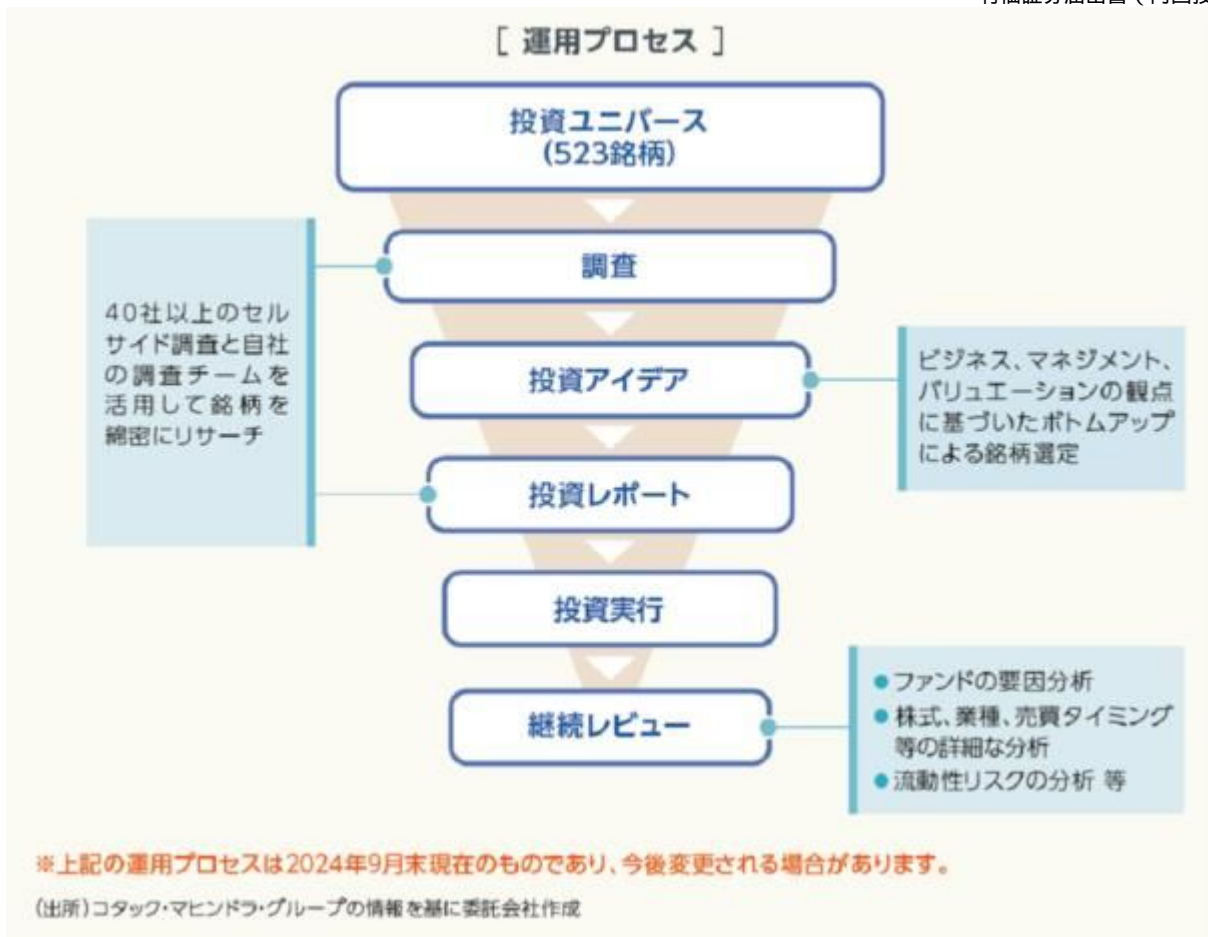 [ 運用プロセス ]
投資ユニバース
(523銘柄)
調査
40社以上のセル
サイド調査と自社
の調査チームを
活用して銘柄を
綿密にリサーチ
投資アイデア
ビジネス、マネジメント、
バリュエーションの観点
に基づいたボトムアップ
による銘柄選定
投資レポート
投資実行
継続レビュー
●ファンドの要因分析
●株式、業種、売買タイミング
等の詳細な分析
●流動性リスクの分析 等
※上記の運用プロセスは2024年9月末現在のものであり、今後変更される場合があります。
(出所)コタック・マヒンドラ・グループの情報を基に委託会社作成